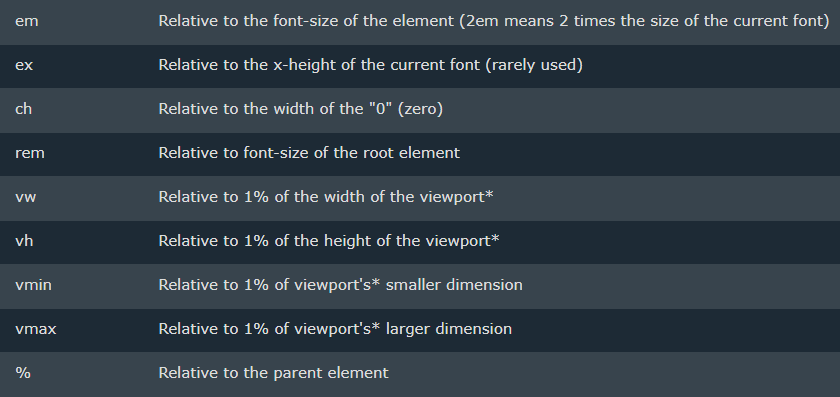 em Relative to the font-size of the element (2em means 2 times the size of the current font)
ex Relative to the x-height of the current font (rarely used)
ch Relative to the width of the "0" (zero)
rem Relative to font-size of the root element
vw Relative to 1% of the width of the viewport*
vh Relative to 1% of the height of the viewport*
vmin Relative to 1% of viewport's* smaller dimension
vmax Relative to 1% of viewport's* larger dimension
% Relative to the parent element